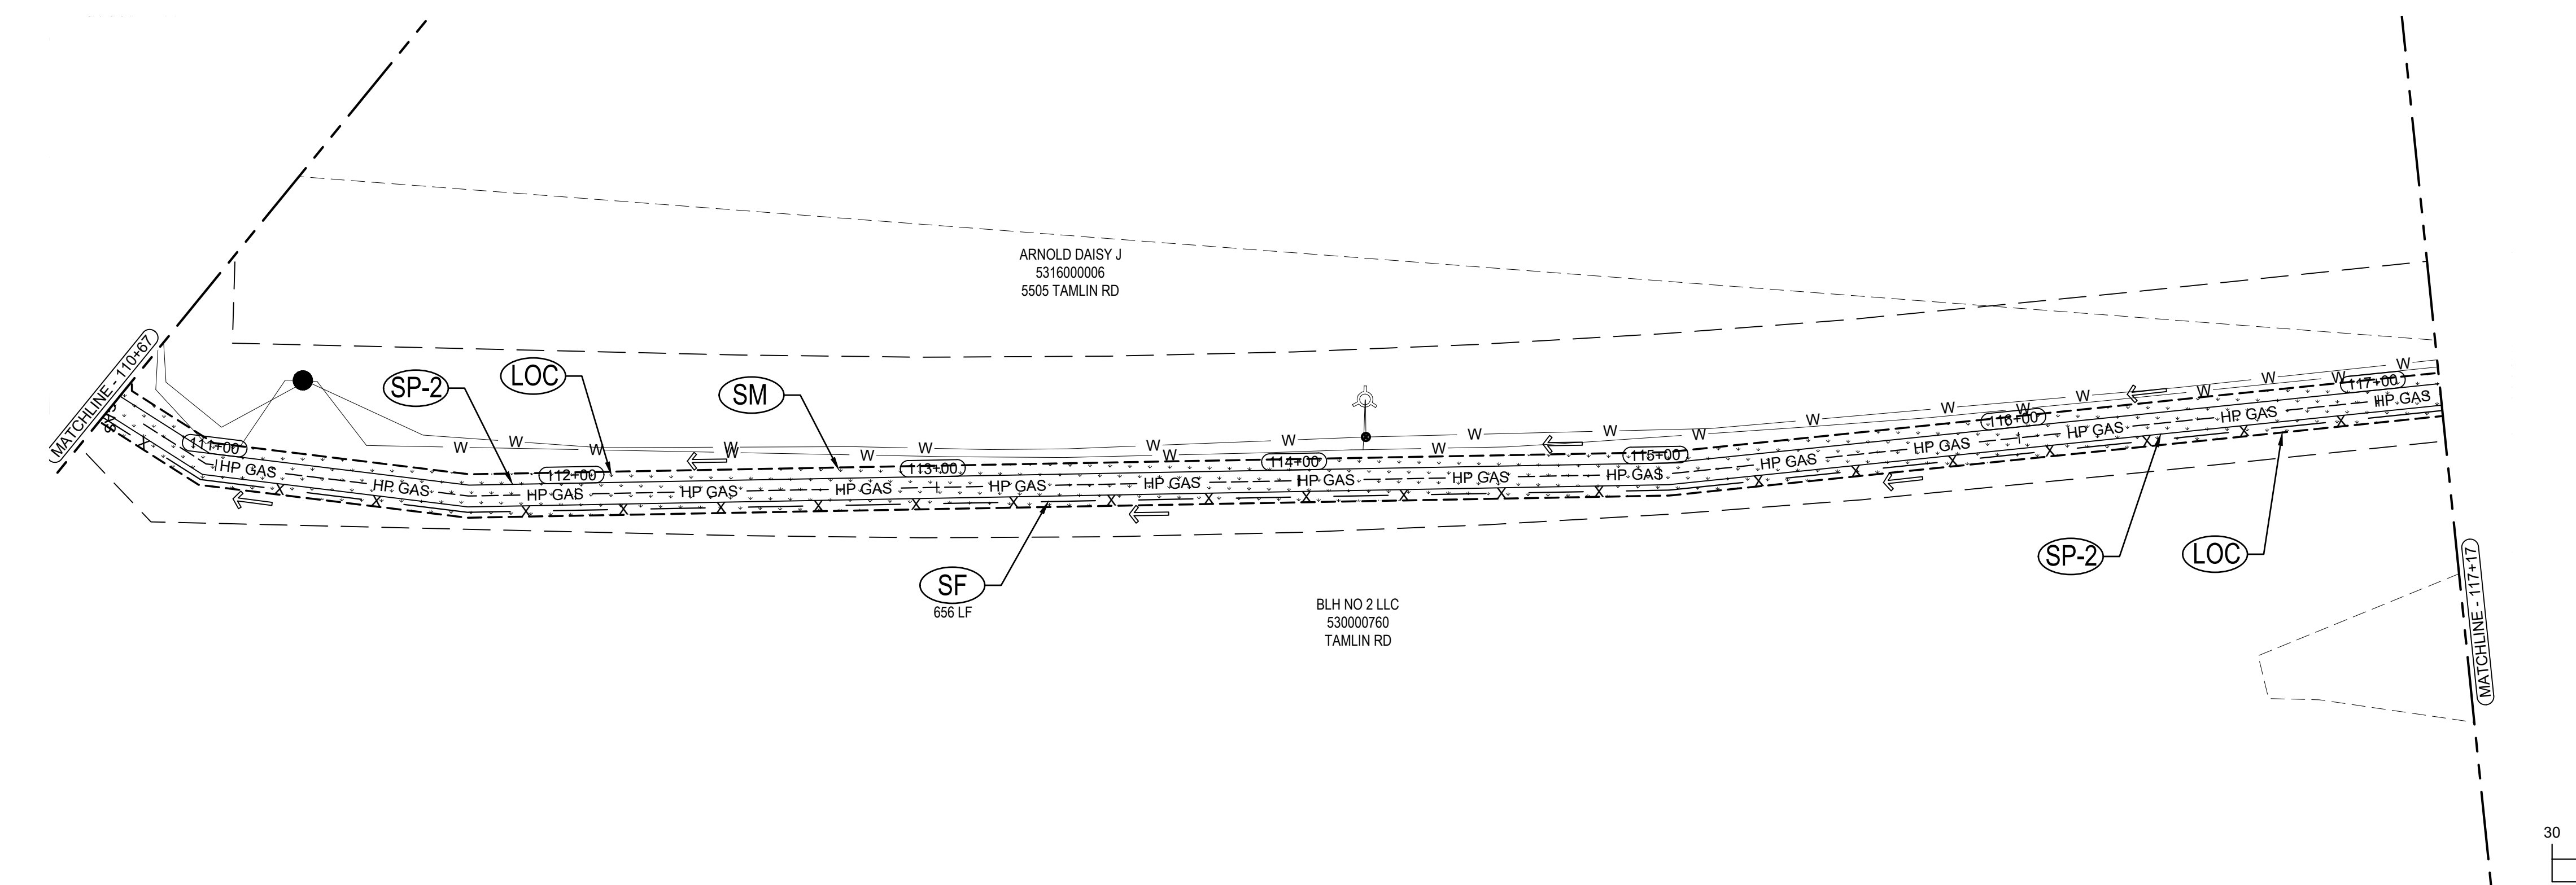 ARNOLD DAISY J
5316000006
5505 TAMLIN RD
MATCHLINE - 110+67
SP-2
LOC
SM
W W W W W W W W W W W W W W W W W W W W W W W W W W
111+00
112+00
113+00
114+00
115+00
116+00
117+00
HP GAS HP GAS HP GAS HP GAS HP GAS HP GAS HP GAS HP GAS HP GAS HP GAS HP GAS HP GAS HP GAS HP GAS HP GAS
X X X X X X X X X X X X X X X X X X X X X X X
SF
656 LF
SP-2
LOC
BLH NO 2 LLC
530000760
TAMLIN RD
MATCHLINE - 117+17
30